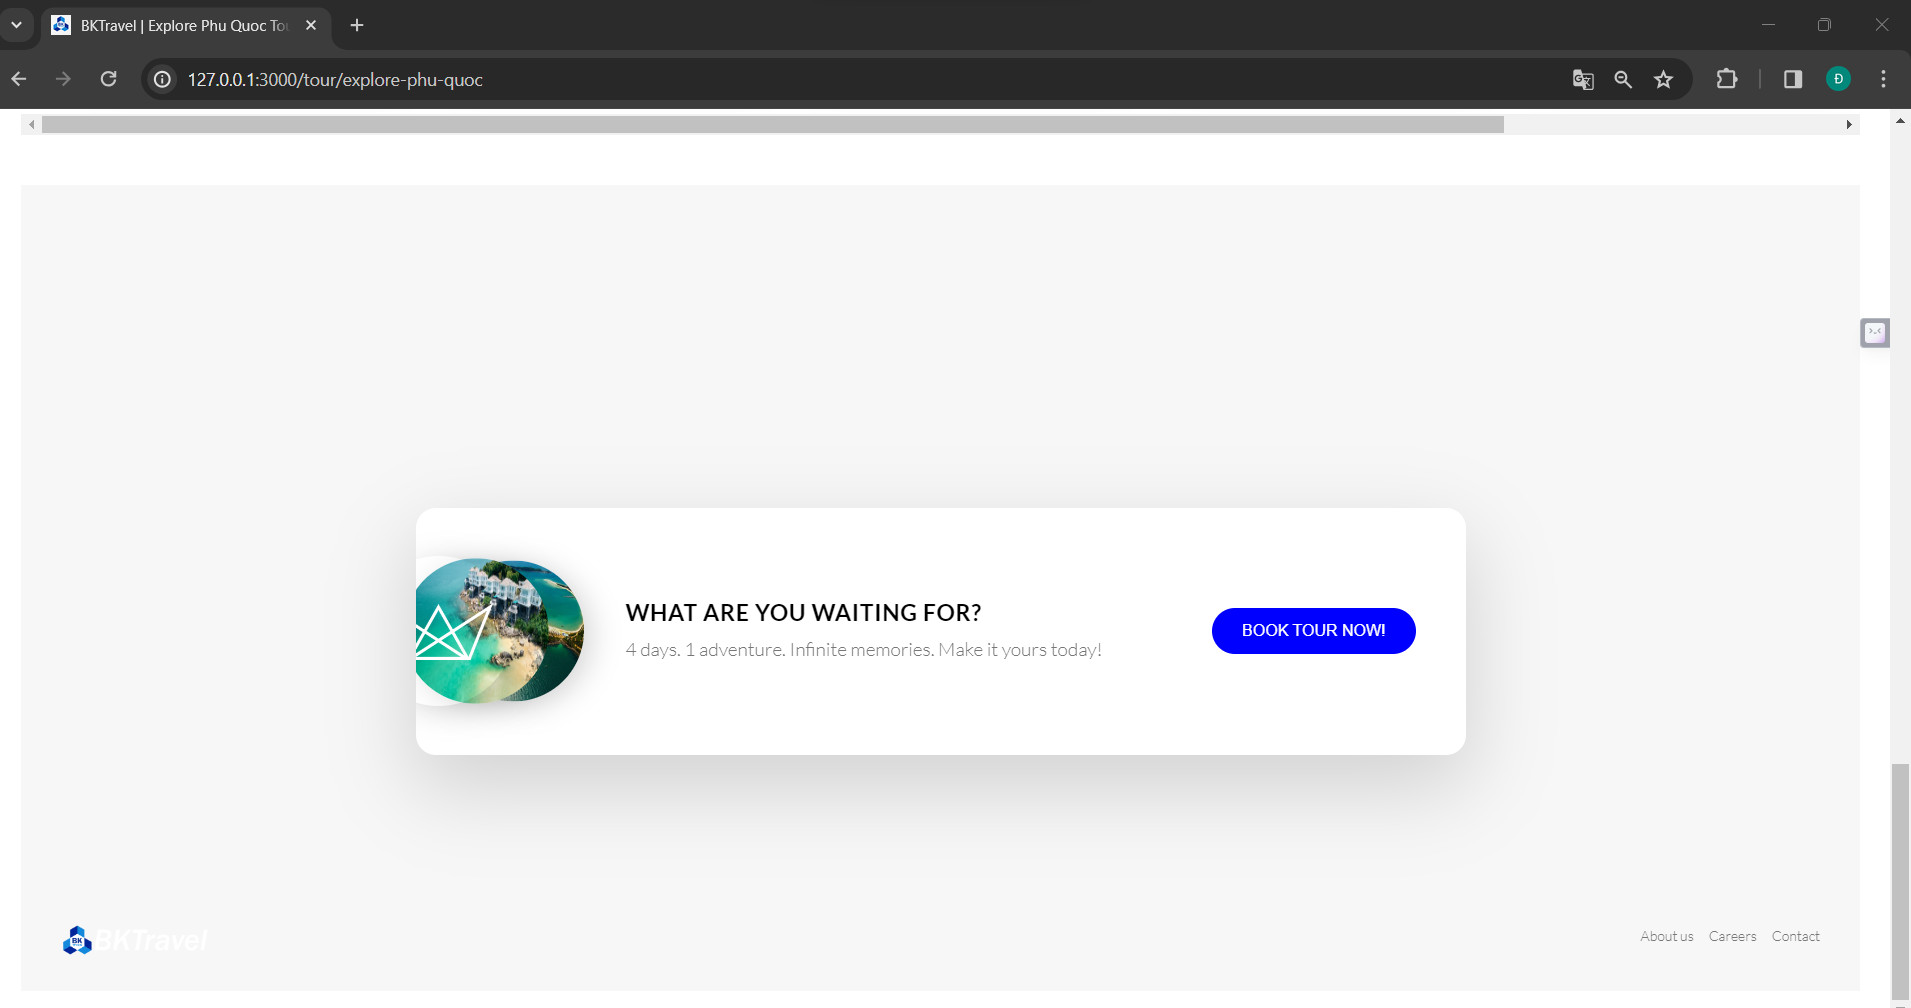 BKTravel | Explore Phu Quoc Tou
127.0.0.1:3000/tour/explore-phu-quoc
Đ
WHAT ARE YOU WAITING FOR?
4 days. 1 adventure. Infinite memories. Make it yours today!
BOOK TOUR NOW!
BK
BKTravel
About us Careers Contact